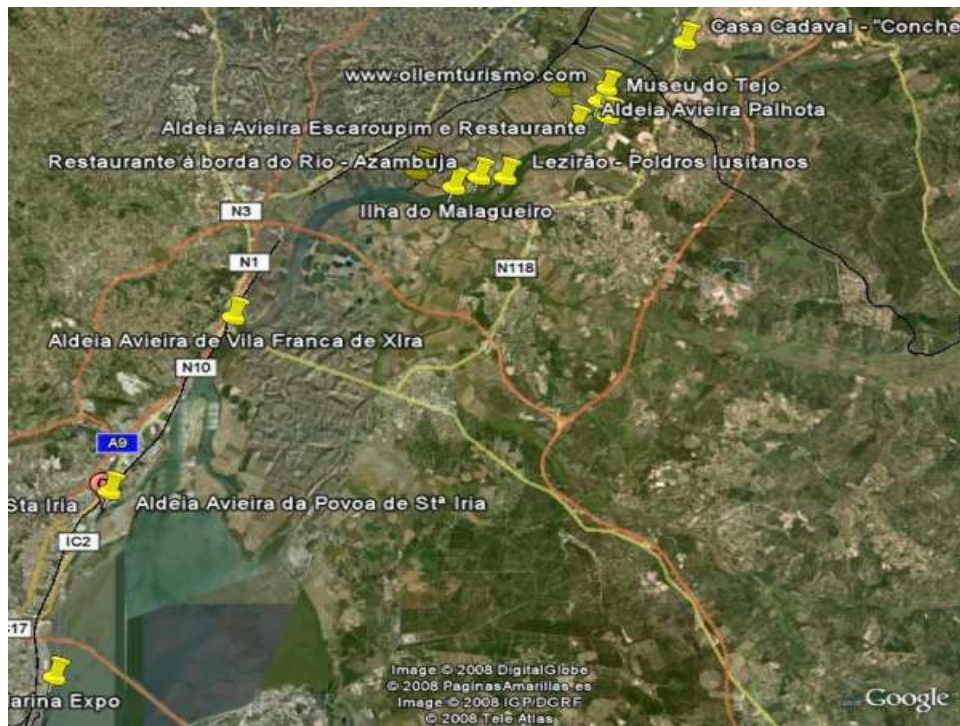 Casa Cadaval - "Conche
www.ollemturismo.com
Museu do Tejo
Aldeia Avieira Palhota
Aldeia Avieira Escaroupim e Restaurante
Restaurante á borda do Rio - Azambuja
Lezirão - Poldros lusitanos
Ilha do Malagueiro
N3
N1
N118
Aldeia Avieira de Vila Franca de XIra
N10
A9
Sta Iria
Aldeia Avieira da Povoa de Stª Iria
IC2
C17
arina Expo
Image © 2008 DigitalGlobe
© 2008 PaginasAmarillas.es
Image © 2008 IGP/DGRF
© 2008 Tele Atlas
Google